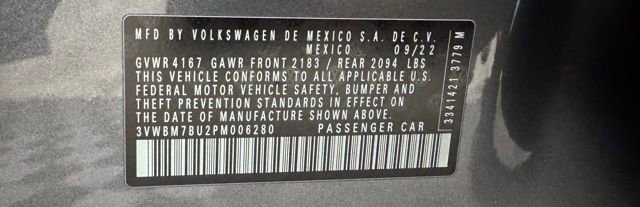 MFD.BY VOLKSWAGEN DE MEXICO S.A. DE C.V.
MEXICO 09/22
GVWR 4167 GAWR FRONT 2183 / REAR 2094 LBS
THIS VEHICLE CONFORMS TO ALL APPLICABLE U.S.
FEDERAL MOTOR VEHICLE SAFETY, BUMPER AND
THEFT PREVENTION STANDARDS IN EFFECT ON
THE DATE OF MANUFACTURE SHOWN ABOVE.
3VWBM7BU2PM006280 PASSENGER CAR
3341421 3779 M